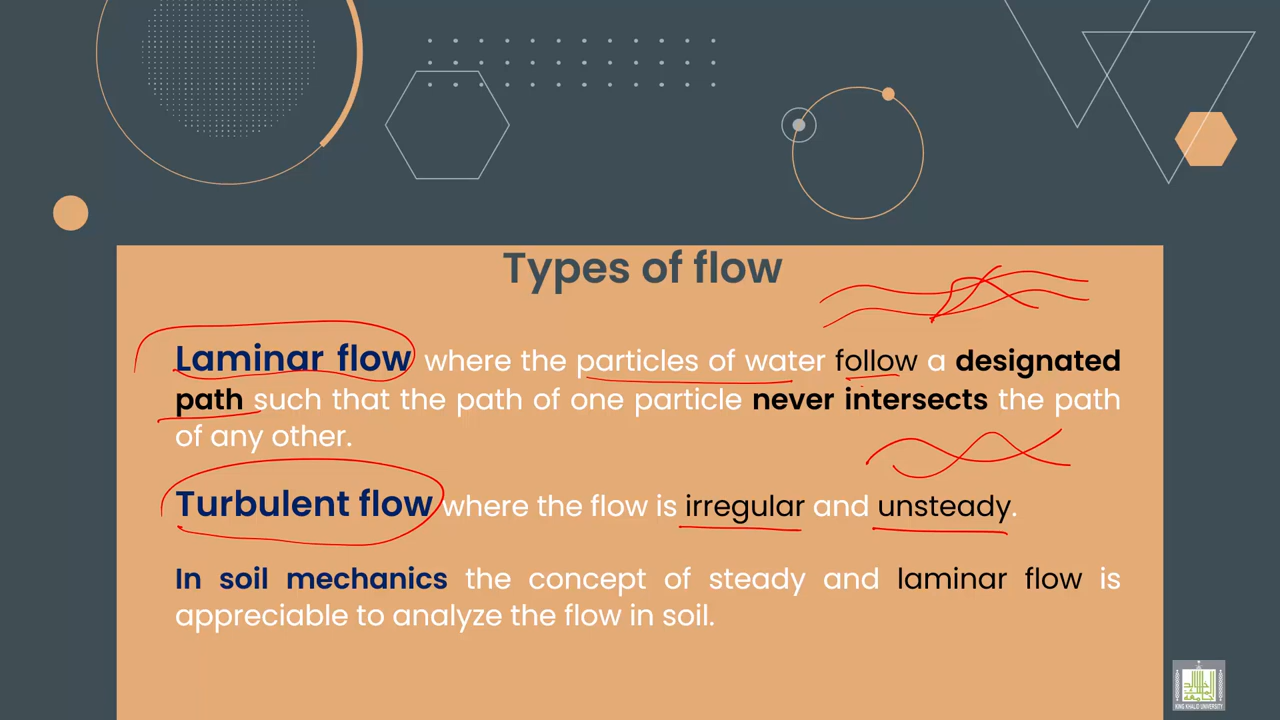 Types of flow
Laminar flow where the particles of water follow a designated
path such that the path of one particle never intersects the path
of any other.
Turbulent flow where the flow is irregular and unsteady.
In soil mechanics the concept of steady and laminar flow is
appreciable to analyze the flow in soil.
KING KHALID UNIVERSITY